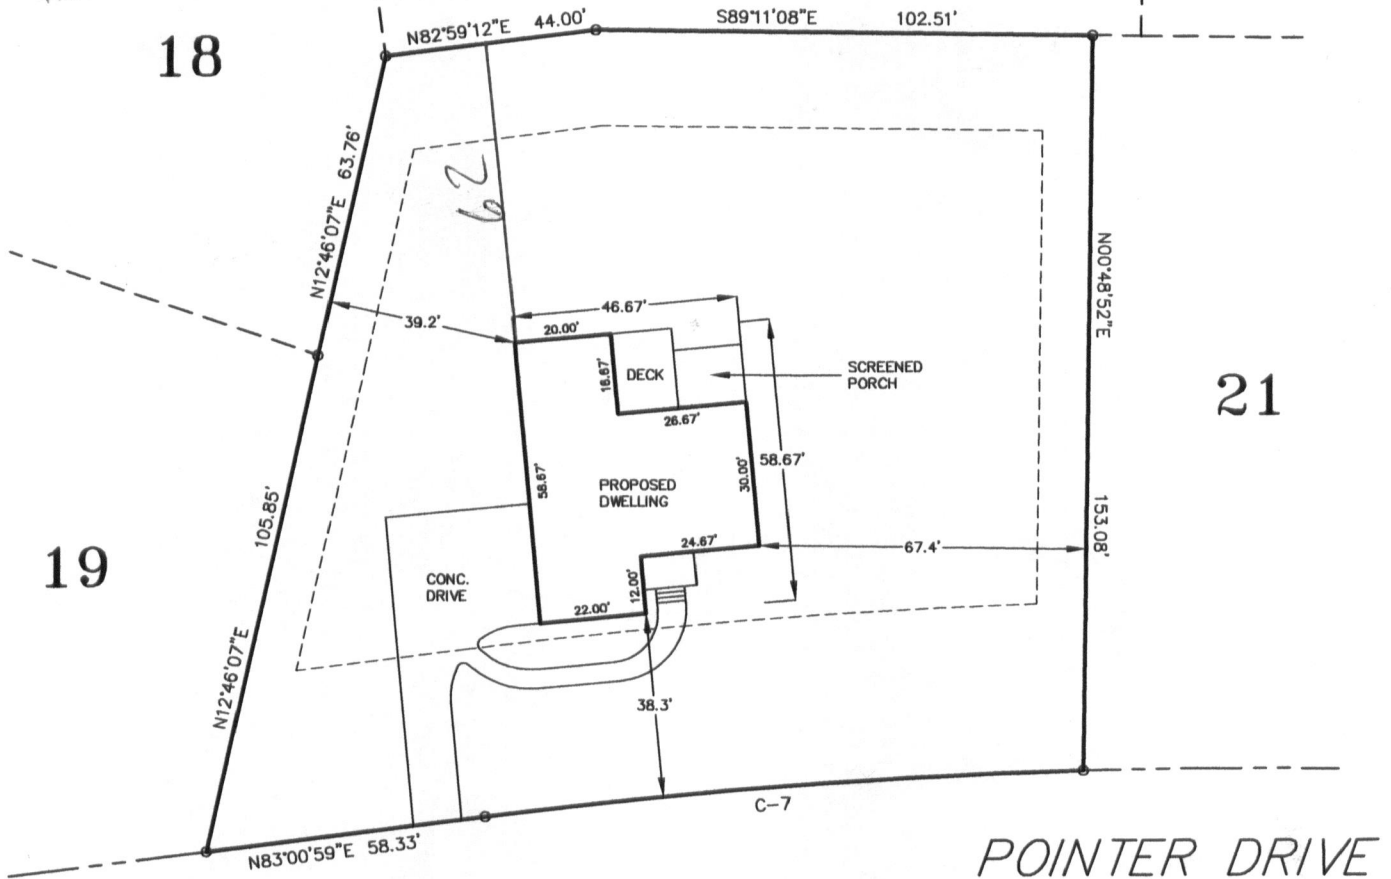 N82°59'12"E 44.00'
S89°11'08"E 102.51'
18
N12°46'07"E 63.76'
62
N00°48'52"E 153.08'
46.67'
39.2'
20.00'
16.67'
DECK
SCREENED
PORCH
21
26.67'
58.67'
58.67'
30.00'
PROPOSED
DWELLING
24.67'
67.4'
105.85'
19
CONC.
DRIVE
12.00'
22.00'
N12°46'07"E
38.3'
C-7
N83°00'59"E 58.33'
POINTER DRIVE